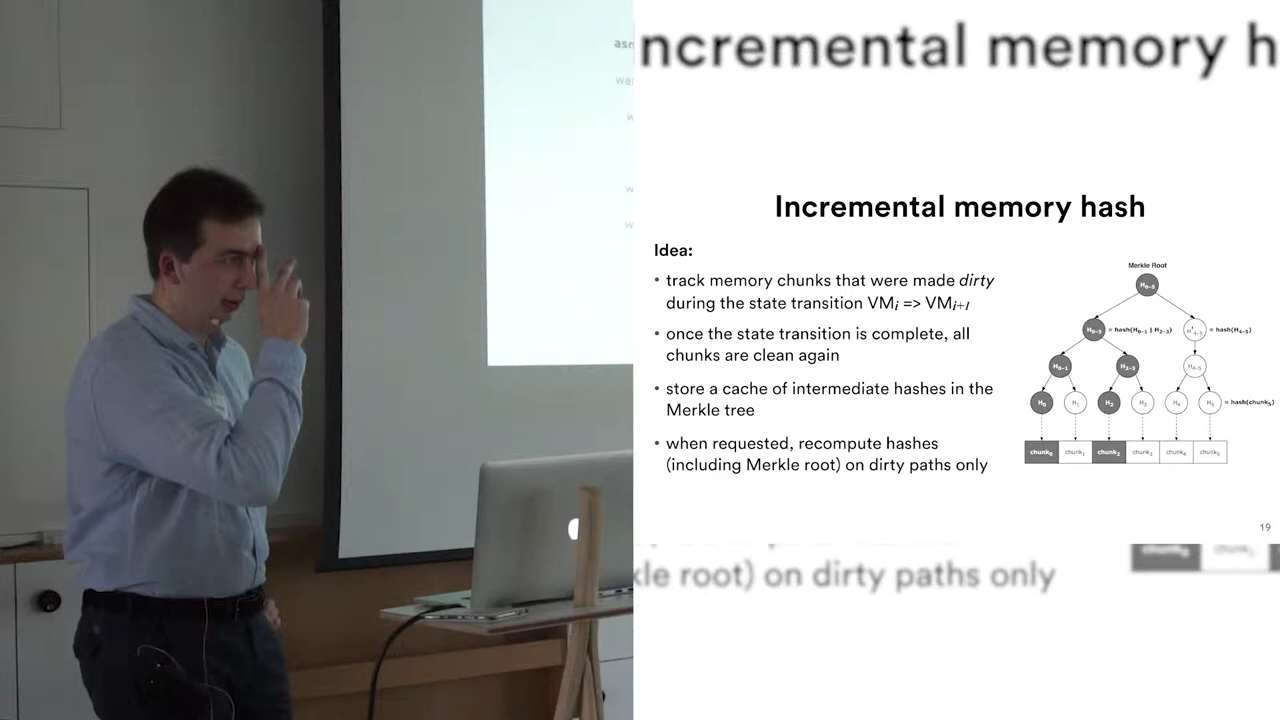 ncremental memory h
Incremental memory hash
Idea:
• track memory chunks that were made dirty
during the state transition VMi => VMi+1
• once the state transition is complete, all
chunks are clean again
• store a cache of intermediate hashes in the
Merkle tree
• when requested, recompute hashes
(including Merkle root) on dirty paths only
Merkle Root
H0-5
H0-3 = hash(H0-1 | H2-3) H'4-5 = hash(H4-5)
H0-1 H2-3 H4-5
H0 H1 H2 H3 H4 H5 = hash(chunk5)
chunk0 chunk1 chunk2 chunk3 chunk4 chunk5
19
kle root) on dirty paths only